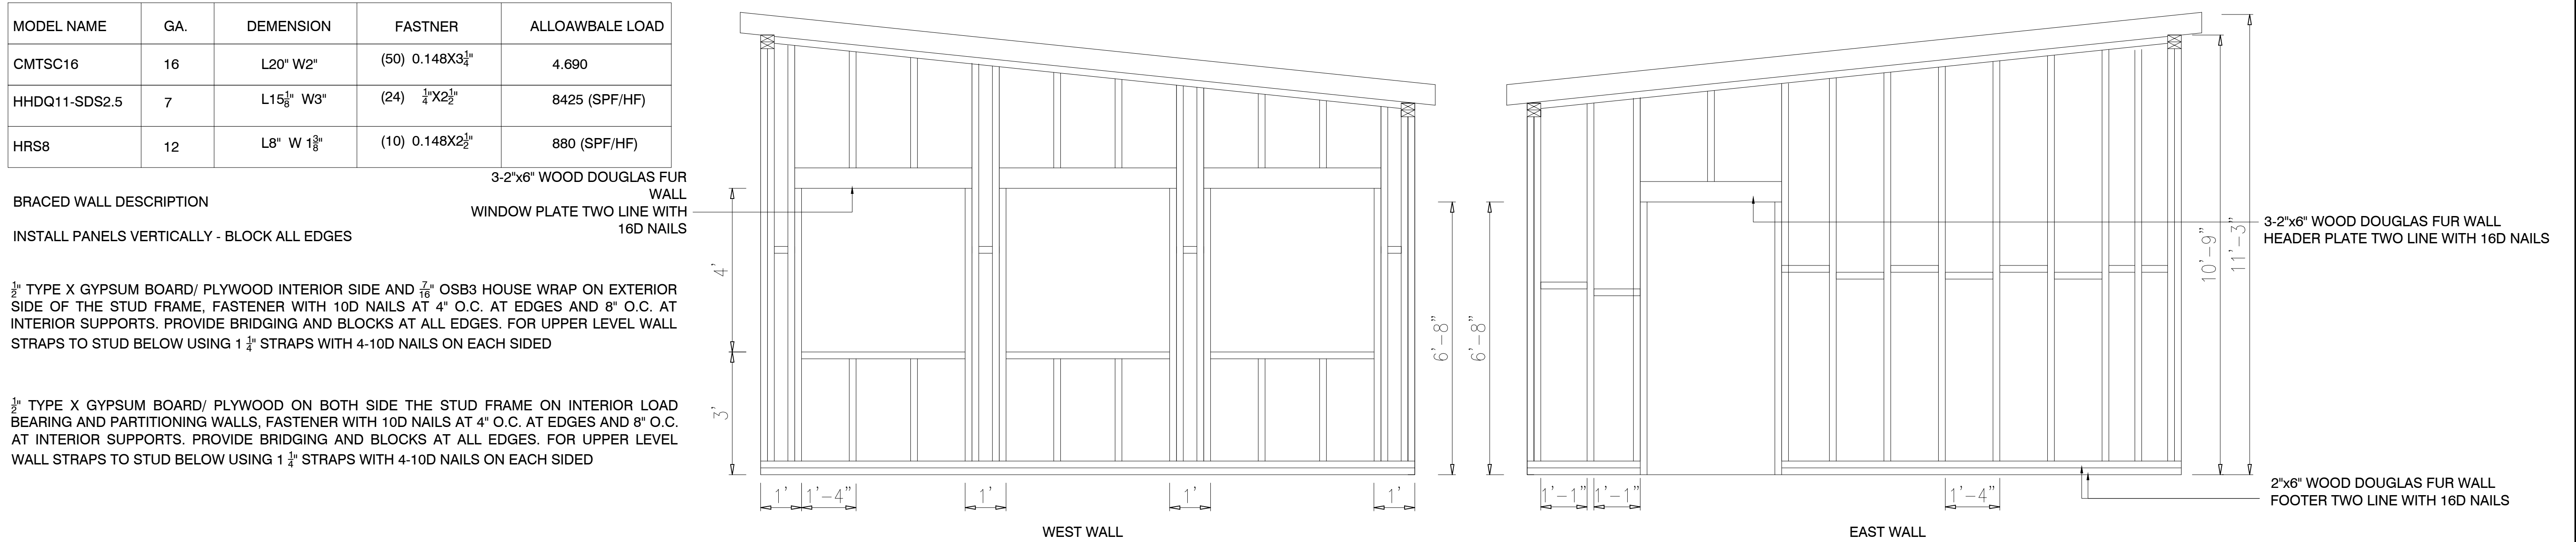 MODEL NAME GA. DEMENSION FASTNER ALLOAWBALE LOAD
CMTSC16 16 L20" W2" (50) 0.148X3 1/4" 4.690
HHDQ11-SDS2.5 7 L15 1/8" W3" (24) 1/4"X2 1/2" 8425 (SPF/HF)
HRS8 12 L8" W 1 3/8" (10) 0.148X2 1/2" 880 (SPF/HF)
BRACED WALL DESCRIPTION
INSTALL PANELS VERTICALLY - BLOCK ALL EDGES
1/2" TYPE X GYPSUM BOARD/ PLYWOOD INTERIOR SIDE AND 7/16" OSB3 HOUSE WRAP ON EXTERIOR
SIDE OF THE STUD FRAME, FASTENER WITH 10D NAILS AT 4" O.C. AT EDGES AND 8" O.C. AT
INTERIOR SUPPORTS. PROVIDE BRIDGING AND BLOCKS AT ALL EDGES. FOR UPPER LEVEL WALL
STRAPS TO STUD BELOW USING 1 1/4" STRAPS WITH 4-10D NAILS ON EACH SIDED
1/2" TYPE X GYPSUM BOARD/ PLYWOOD ON BOTH SIDE THE STUD FRAME ON INTERIOR LOAD
BEARING AND PARTITIONING WALLS, FASTENER WITH 10D NAILS AT 4" O.C. AT EDGES AND 8" O.C.
AT INTERIOR SUPPORTS. PROVIDE BRIDGING AND BLOCKS AT ALL EDGES. FOR UPPER LEVEL
WALL STRAPS TO STUD BELOW USING 1 1/4" STRAPS WITH 4-10D NAILS ON EACH SIDED
3-2"x6" WOOD DOUGLAS FUR
WALL
WINDOW PLATE TWO LINE WITH
16D NAILS
4'
3'
1'
1'-4"
1'
1'
1'
6'-8"
WEST WALL
6'-8"
1'-1"
1'-1"
1'-4"
10'-9"
11'-3"
3-2"x6" WOOD DOUGLAS FUR WALL
HEADER PLATE TWO LINE WITH 16D NAILS
2"x6" WOOD DOUGLAS FUR WALL
FOOTER TWO LINE WITH 16D NAILS
EAST WALL